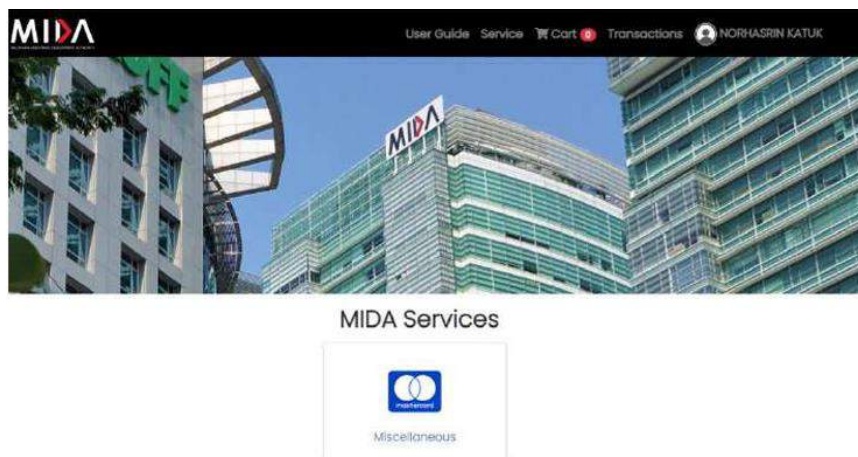 MIDA
User Guide Service Cart 0 Transactions NORHASRIN KATUK
MIDA
MIDA Services
mastercard
Miscellaneous